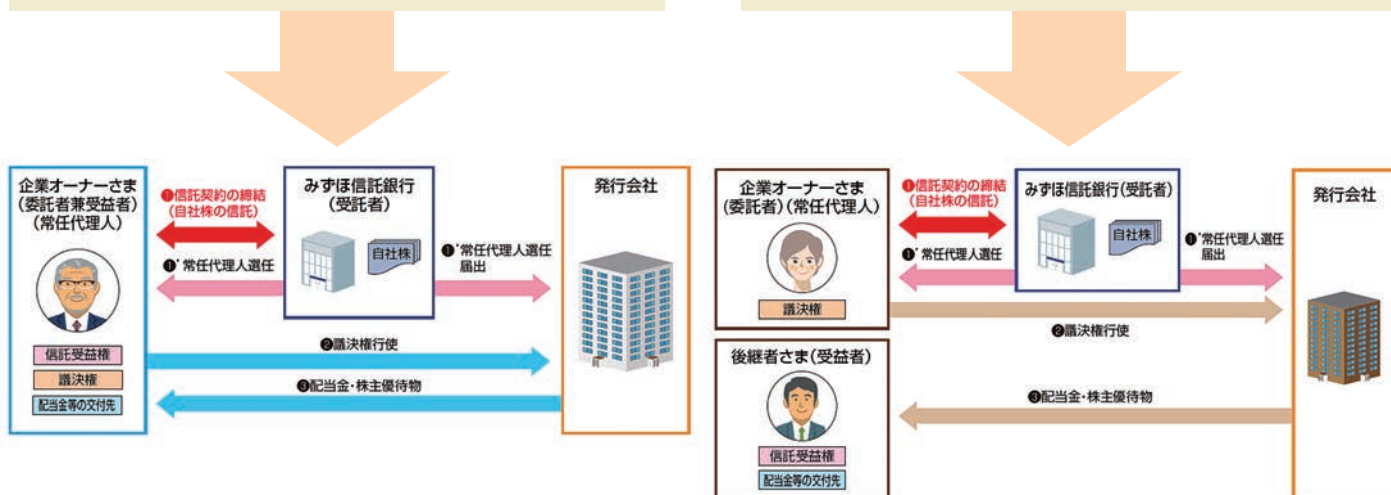 企業オーナーさま
(委託者兼受益者)
(常任代理人)
信託受益権
議決権
配当金等の交付先
❶信託契約の締結
(自社株の信託)
❶'常任代理人選任
みずほ信託銀行
(受託者)
自社株
❶'常任代理人選任
届出
発行会社
❷議決権行使
❸配当金・株主優待物
企業オーナーさま
(委託者)(常任代理人)
議決権
❶信託契約の締結
(自社株の信託)
❶'常任代理人選任
みずほ信託銀行(受託者)
自社株
❶'常任代理人選任
届出
発行会社
❷議決権行使
後継者さま(受益者)
信託受益権
配当金等の交付先
❸配当金・株主優待物